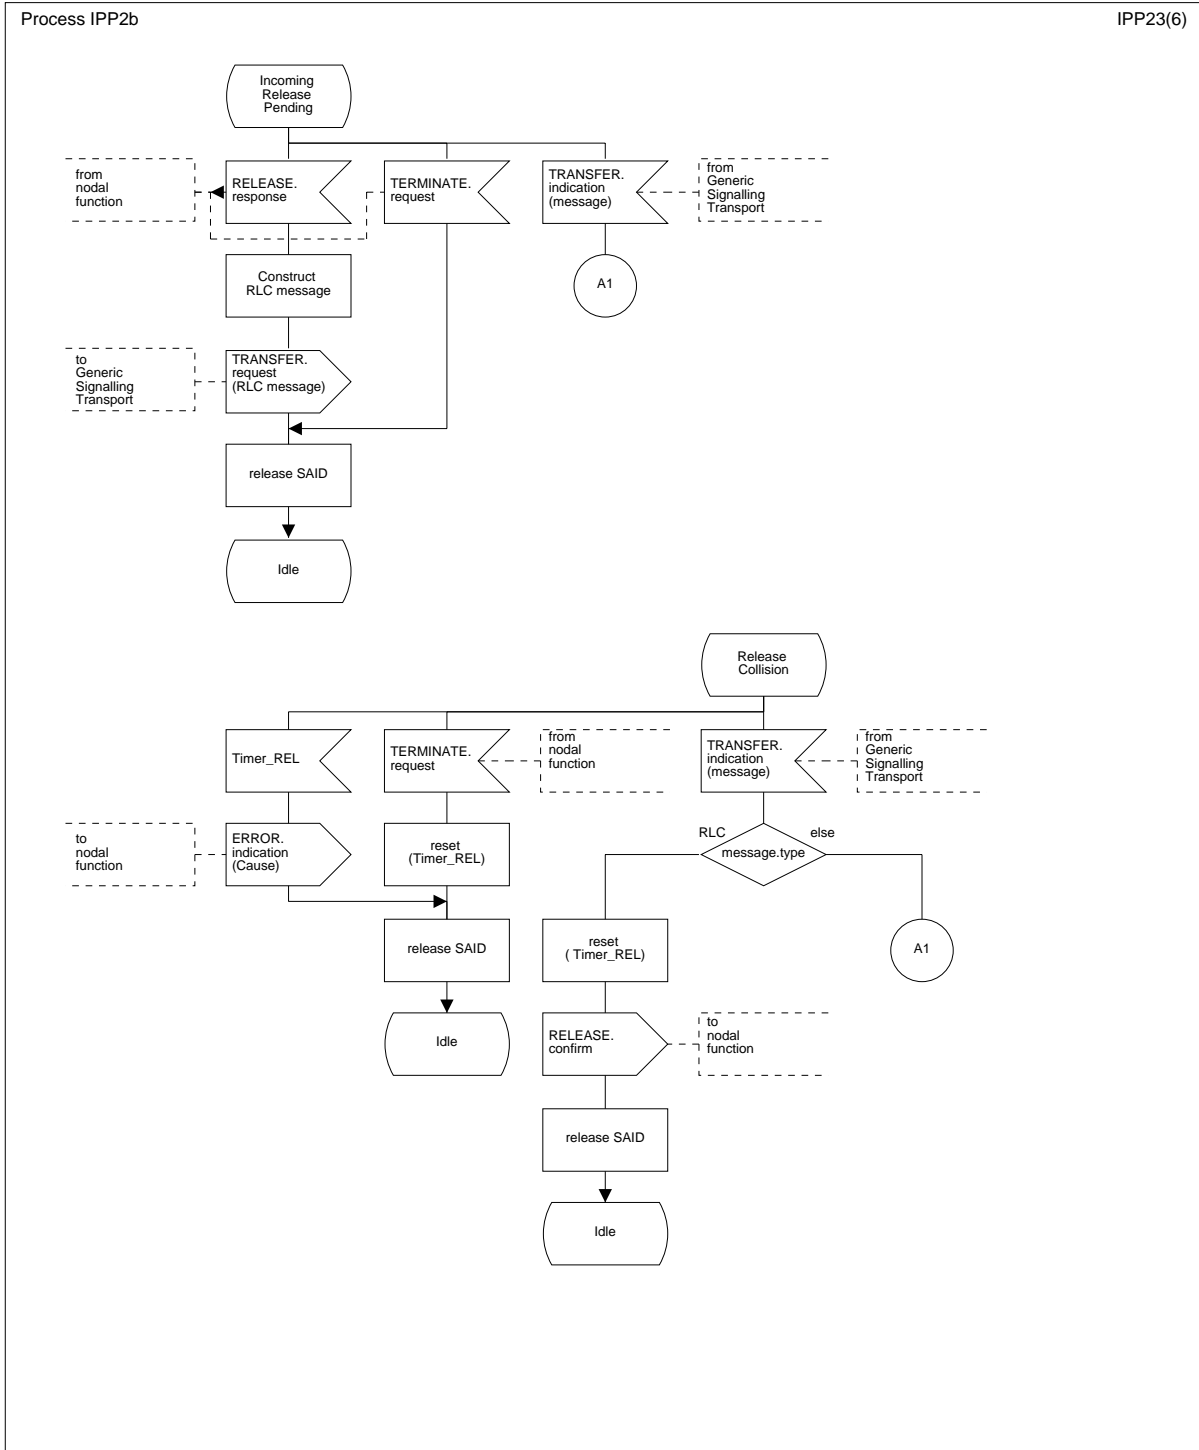 Process IPP2b
IPP23(6)
Incoming
Release
Pending
from
nodal
function
RELEASE.
response
TERMINATE.
request
TRANSFER.
indication
(message)
from
Generic
Signalling
Transport
Construct
RLC message
A1
to
Generic
Signalling
Transport
TRANSFER.
request
(RLC message)
release SAID
Idle
Release
Collision
Timer_REL
TERMINATE.
request
from
nodal
function
TRANSFER.
indication
(message)
from
Generic
Signalling
Transport
to
nodal
function
ERROR.
indication
(Cause)
reset
(Timer_REL)
RLC
else
message.type
release SAID
reset
( Timer_REL)
A1
Idle
RELEASE.
confirm
to
nodal
function
release SAID
Idle